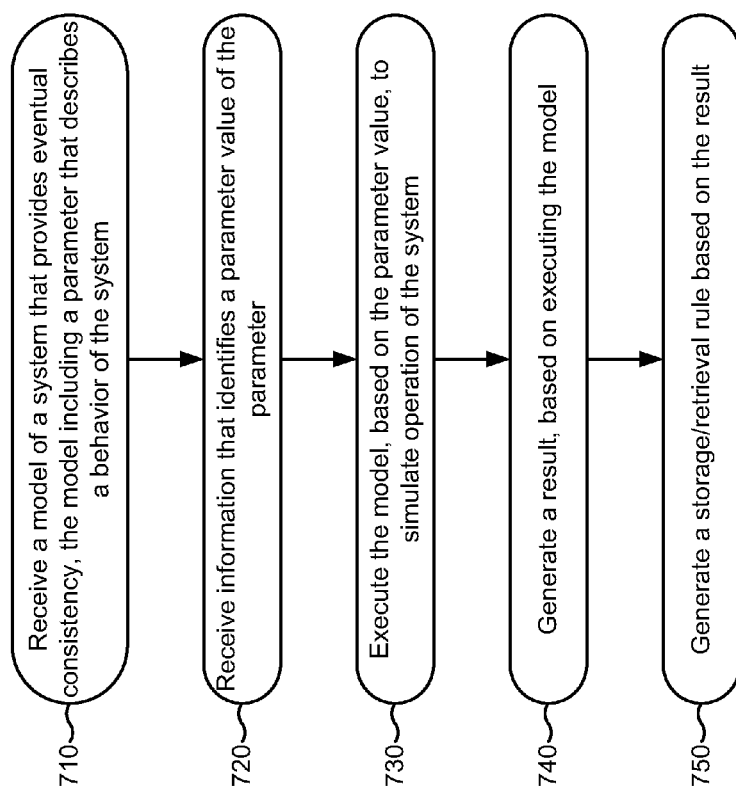 710
Receive a model of a system that provides eventual
consistency, the model including a parameter that describes
a behavior of the system
720
Receive information that identifies a parameter value of the
parameter
730
Execute the model, based on the parameter value, to
simulate operation of the system
740
Generate a result, based on executing the model
750
Generate a storage/retrieval rule based on the result